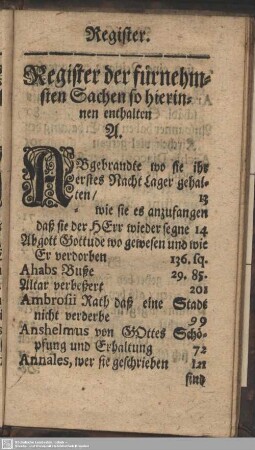 Register.
Register der fürnehm-
sten Sachen so hierin-
nen enthalten
A.
ABgebrandte wo sie ihr
erstes Nacht Lager gehal-
ten/ 13
wie sie es anzufangen
daß sie der HErr wieder segne 14
Abgott Gottude wo gewesen und wie
Er verdorben 136. sq.
Ahabs Buße 29. 85.
Altar verbessert 201
Ambrosii Rath daß eine Stadt
nicht verderbe 99
Anshelmus von GOttes Schö-
pfung und Erhaltung 72
Annales, wer sie geschrieben 121
sind